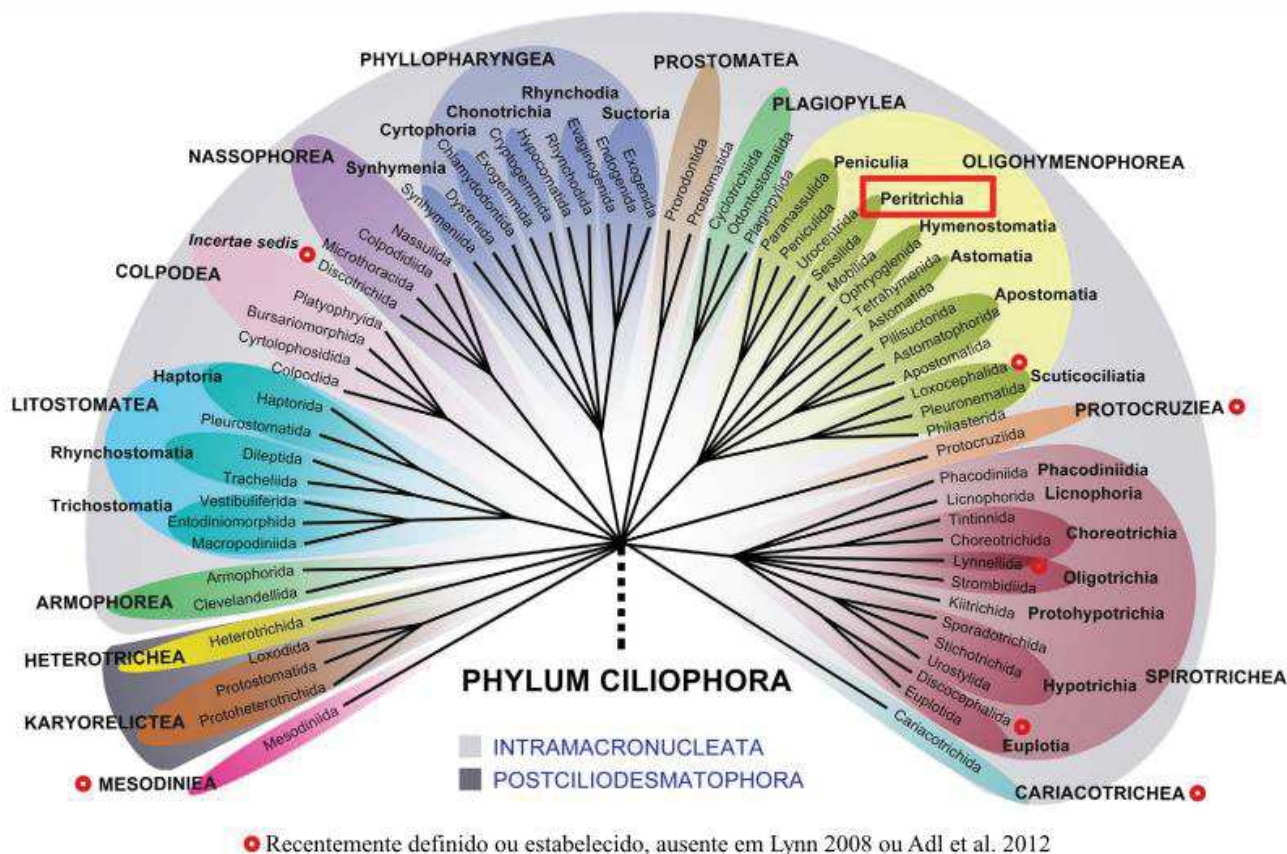 PHYLLOPHARYNGEA
Rhynchodia
Chonotrichia
Suctoria
Cyrtophoria
Synhymenia
Synhymeniida
Dysteriida
Chlamydodontida
Exogemmida
Cryptogemmida
Hypocomatida
Rhynchodida
Evaginogenida
Endogenida
Exogenida
PROSTOMATEA
Prorodontida
Prostomatida
PLAGIOPYLEA
Cyclotrichiida
Odontostomatida
Plagiopylida
OLIGOHYMENOPHOREA
Peniculia
Paranassulida
Peniculida
Urocentrida
Peritrichia
Sessilida
Mobilida
Hymenostomatia
Ophryoglenida
Tetrahymenida
Astomatia
Astomatida
Apostomatia
Pilisuctorida
Astomatophorida
Apostomatida
Scuticociliatia
Loxocephalida
Pleuronematida
Philasterida
PROTOCRUZIEA
Protocruziida
NASSOPHOREA
Nassulida
Colpodidiida
Microthoracida
Incertae sedis
Discotrichida
COLPODEA
Platyophryida
Bursariomorphida
Cyrtolophosidida
Colpodida
LITOSTOMATEA
Haptoria
Haptorida
Pleurostomatida
Rhynchostomatia
Dileptida
Tracheliida
Trichostomatia
Vestibuliferida
Entodiniomorphida
Macropodiniida
ARMOPHOREA
Armophorida
Clevelandellida
HETEROTRICHEA
Heterotrichida
KARYORELICTEA
Loxodida
Protostomatida
Protoheterotrichida
MESODINIEA
Mesodiniida
Phacodiniida
Phacodiniidia
Licnophorida
Licnophoria
Tintinnida
Choreotrichida
Choreotrichia
Lynnellida
Strombidiida
Oligotrichia
Kiitrichida
Protohypotrichia
Sporadotrichida
Stichotrichida
Urostylida
Hypotrichia
SPIROTRICHEA
Discocephalida
Euplotida
Euplotia
Cariacotrichida
CARIACOTRICHEA
PHYLUM CILIOPHORA
INTRAMACRONUCLEATA
POSTCILIODESMATOPHORA
Recentemente definido ou estabelecido, ausente em Lynn 2008 ou Adl et al. 2012